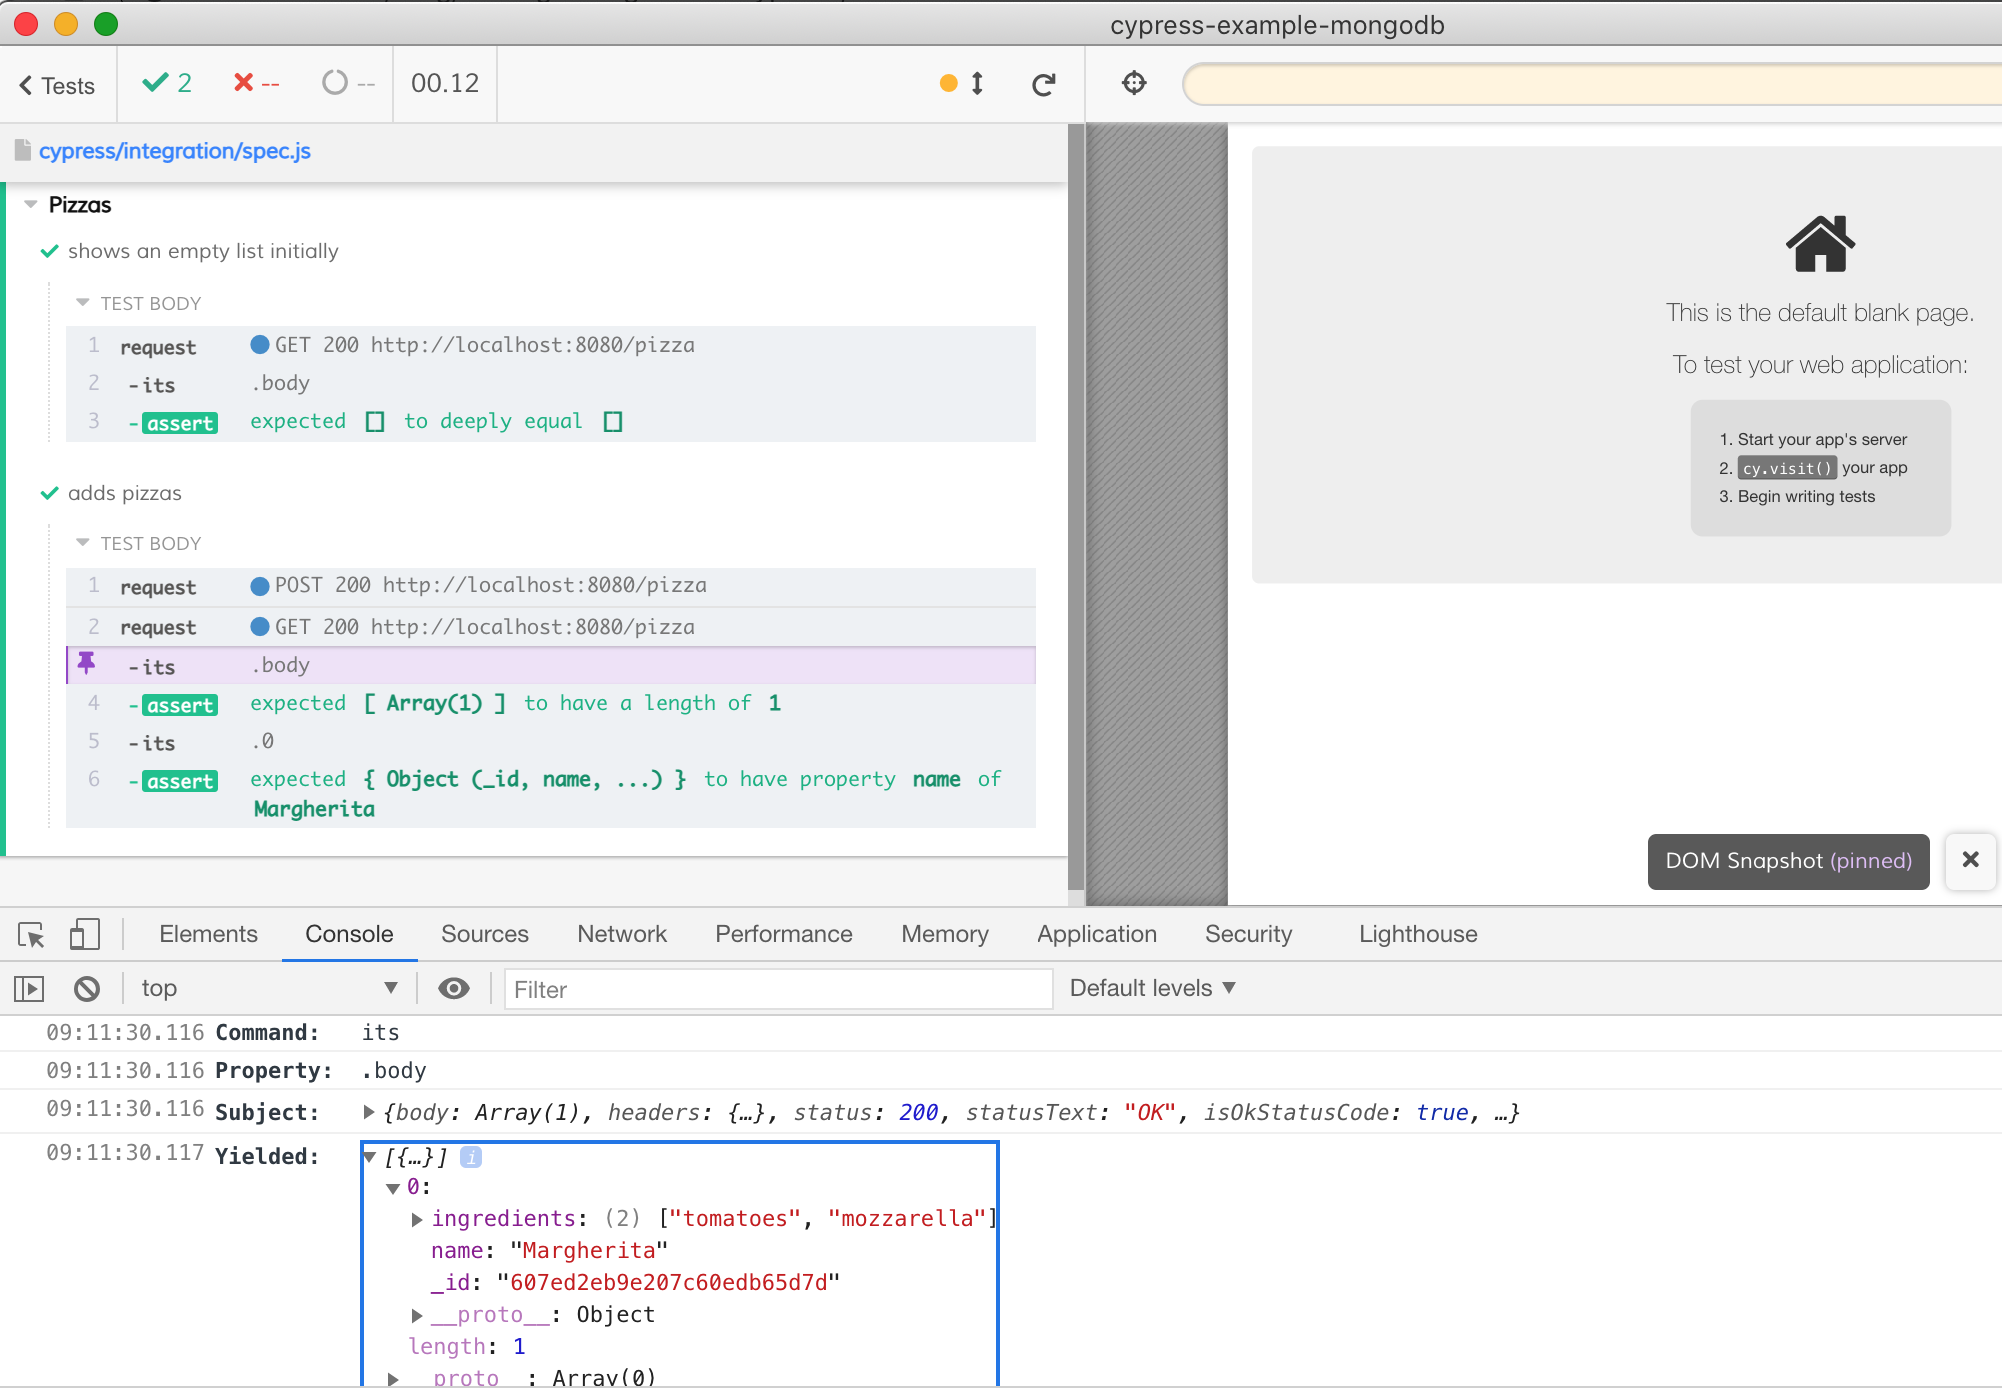 cypress-example-mongodb
Tests
2
--
--
00.12
cypress/integration/spec.js
Pizzas
shows an empty list initially
TEST BODY
1 request GET 200 http://localhost:8080/pizza
2 -its .body
3 -assert expected [] to deeply equal []
adds pizzas
TEST BODY
1 request POST 200 http://localhost:8080/pizza
2 request GET 200 http://localhost:8080/pizza
-its .body
4 -assert expected [ Array(1) ] to have a length of 1
5 -its .0
6 -assert expected { Object (_id, name, ...) } to have property name of
Margherita
This is the default blank page.
To test your web application:
1. Start your app's server
2. cy.visit() your app
3. Begin writing tests
DOM Snapshot (pinned)
Elements Console Sources Network Performance Memory Application Security Lighthouse
top Filter Default levels
09:11:30.116 Command: its
09:11:30.116 Property: .body
09:11:30.116 Subject: {body: Array(1), headers: {…}, status: 200, statusText: "OK", isOkStatusCode: true, …}
09:11:30.117 Yielded: [{…}] i
0:
ingredients: (2) ["tomatoes", "mozzarella"]
name: "Margherita"
_id: "607ed2eb9e207c60edb65d7d"
__proto__: Object
length: 1
__proto__: Array(0)